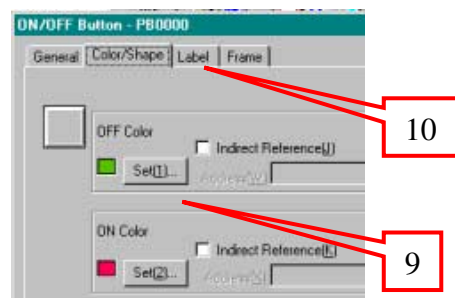 ON/OFF Button - PB0000
General Color/Shape Label Frame
10
OFF Color
Indirect Reference(J)
Set(1)...
ON Color
Indirect Reference(K)
9
Set(2)...